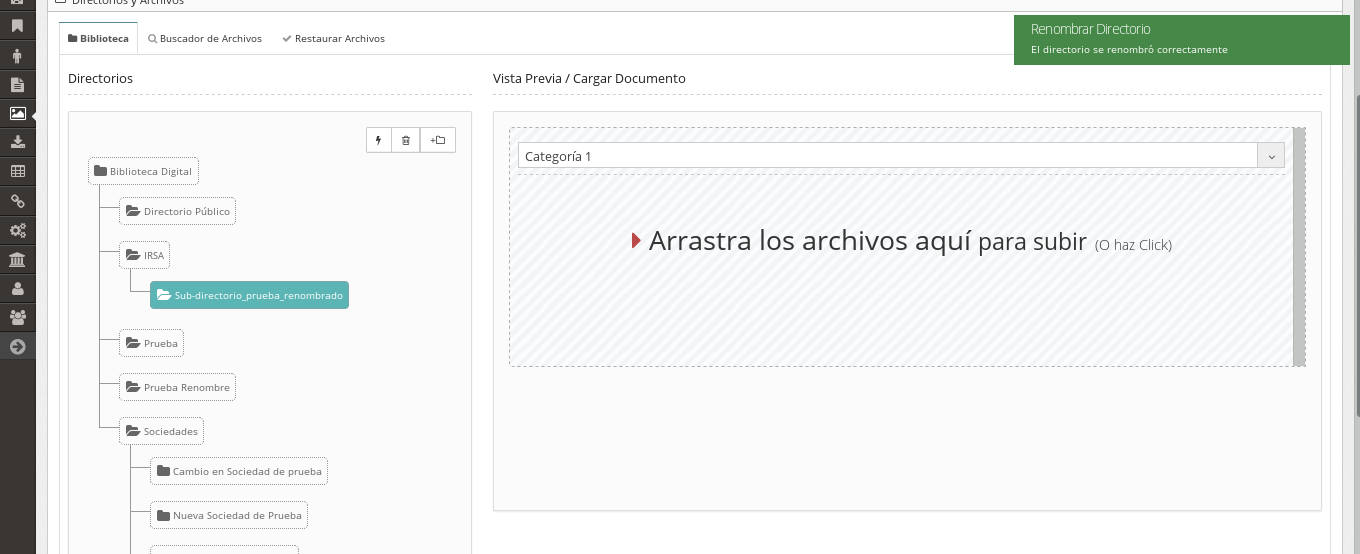 Directorios y Archivos
Biblioteca
Buscador de Archivos
Restaurar Archivos
Renombrar Directorio
El directorio se renombró correctamente
Directorios
Vista Previa / Cargar Documento
Categoría 1
Biblioteca Digital
Directorio Público
Arrastra los archivos aquí para subir (O haz Click)
IRSA
Sub-directorio_prueba_renombrado
Prueba
Prueba Renombre
Sociedades
Cambio en Sociedad de prueba
Nueva Sociedad de Prueba